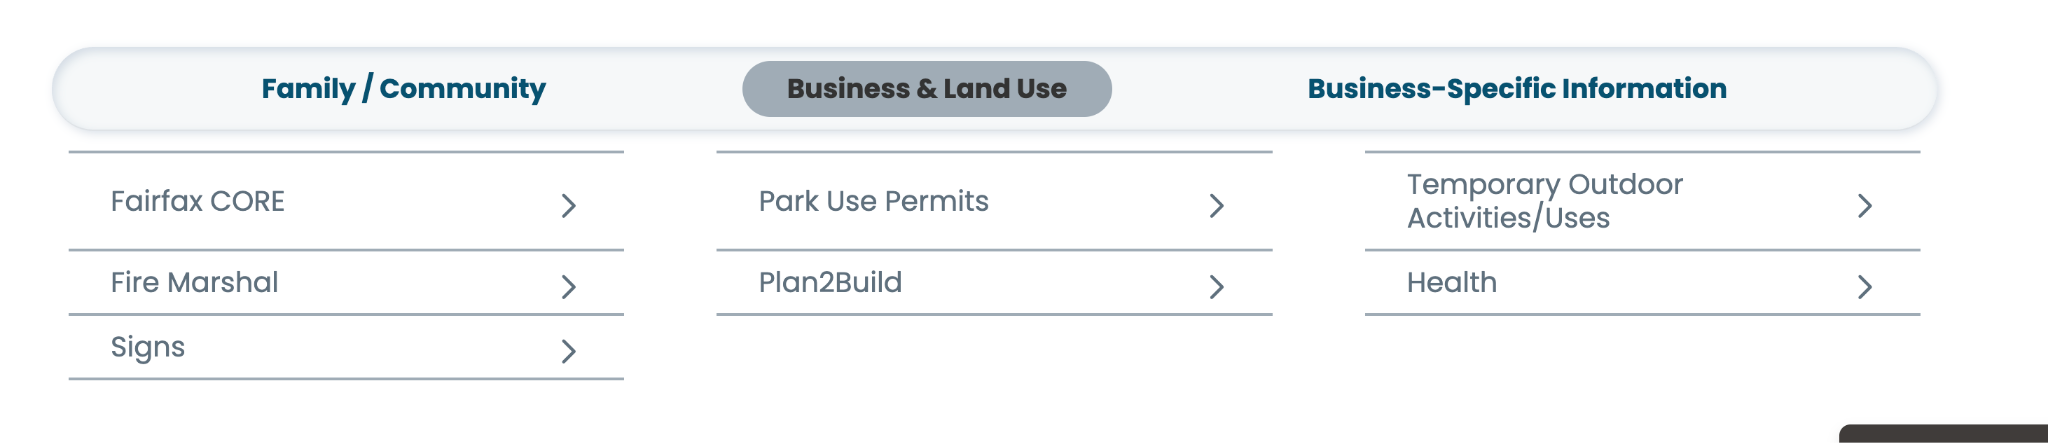 Family / Community
Business & Land Use
Business-Specific Information
Fairfax CORE
Park Use Permits
Temporary Outdoor
Activities/Uses
Fire Marshal
Plan2Build
Health
Signs